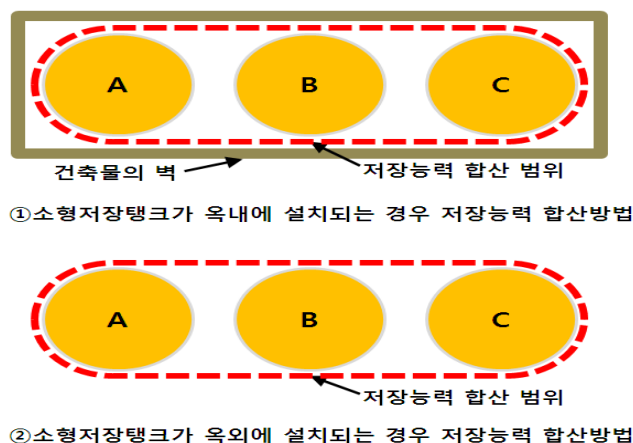 A B C
건축물의 벽 저장능력 합산 범위
①소형저장탱크가 옥내에 설치되는 경우 저장능력 합산방법
A B C
저장능력 합산 범위
②소형저장탱크가 옥외에 설치되는 경우 저장능력 합산방법